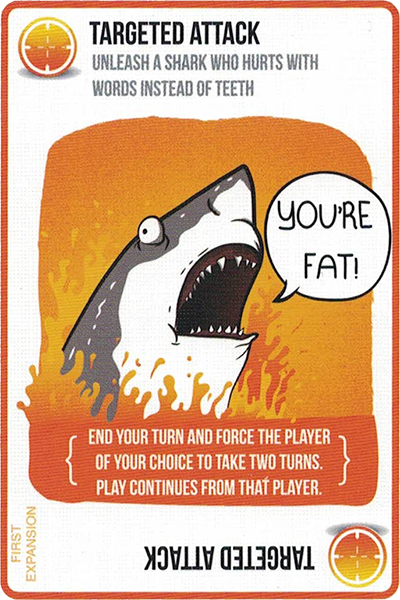 TARGETED ATTACK
UNLEASH A SHARK WHO HURTS WITH
WORDS INSTEAD OF TEETH
YOU'RE
FAT!
END YOUR TURN AND FORCE THE PLAYER
OF YOUR CHOICE TO TAKE TWO TURNS.
PLAY CONTINUES FROM THAT PLAYER.
FIRST
EXPANSION
TARGETED ATTACK